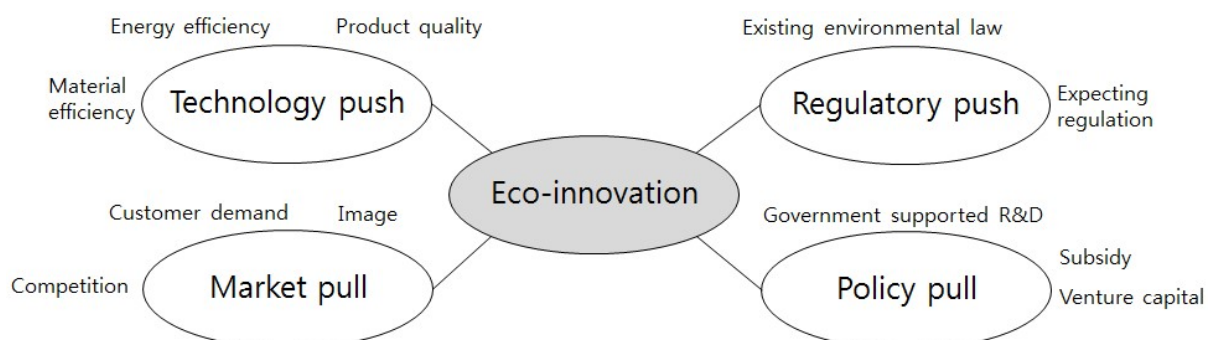 Energy efficiency
Product quality
Material
efficiency
Technology push
Existing environmental law
Regulatory push
Expecting
regulation
Eco-innovation
Customer demand
Image
Competition
Market pull
Government supported R&D
Policy pull
Subsidy
Venture capital